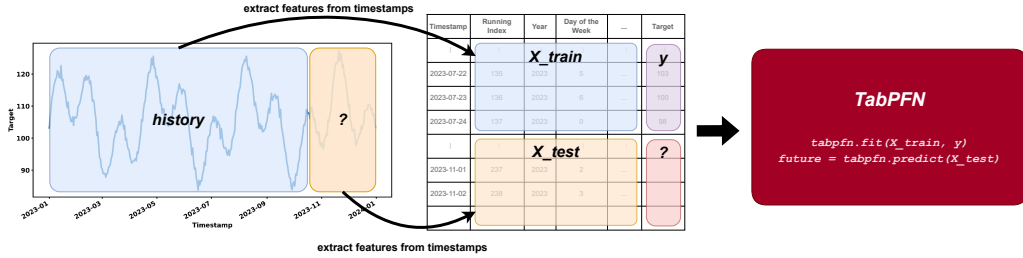 extract features from timestamps
120
110
100
90
Target
history
?
2023-01
2023-03
2023-05
2023-07
2023-09
2023-11
2024-01
Timestamp
extract features from timestamps
Timestamp Running Index Year Day of the Week ... Target
X_train y
2023-07-22 135 2023 5 ... 103
2023-07-23 136 2023 6 ... 100
2023-07-24 137 2023 0 ... 98
X_test ?
2023-11-01 237 2023 2 ...
2023-11-02 238 2023 3 ...
TabPFN
tabpfn.fit(X_train, y)
future = tabpfn.predict(X_test)